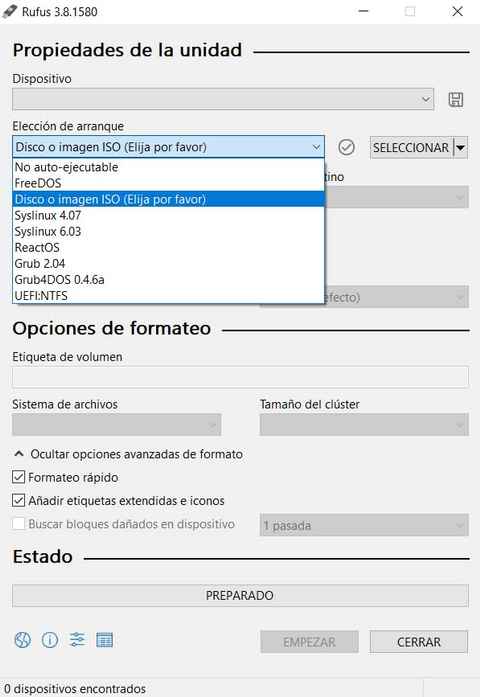 Rufus 3.8.1580
Propiedades de la unidad
Dispositivo
Elección de arranque
Disco o imagen ISO (Elija por favor)
SELECCIONAR
No auto-ejecutable
tino
FreeDOS
Disco o imagen ISO (Elija por favor)
Syslinux 4.07
Syslinux 6.03
ReactOS
Grub 2.04
Grub4DOS 0.4.6a
UEFI:NTFS
efecto)
Opciones de formateo
Etiqueta de volumen
Sistema de archivos
Tamaño del clúster
Ocultar opciones avanzadas de formato
Formateo rápido
Añadir etiquetas extendidas e iconos
Buscar bloques dañados en dispositivo
1 pasada
Estado
PREPARADO
EMPEZAR
CERRAR
0 dispositivos encontrados